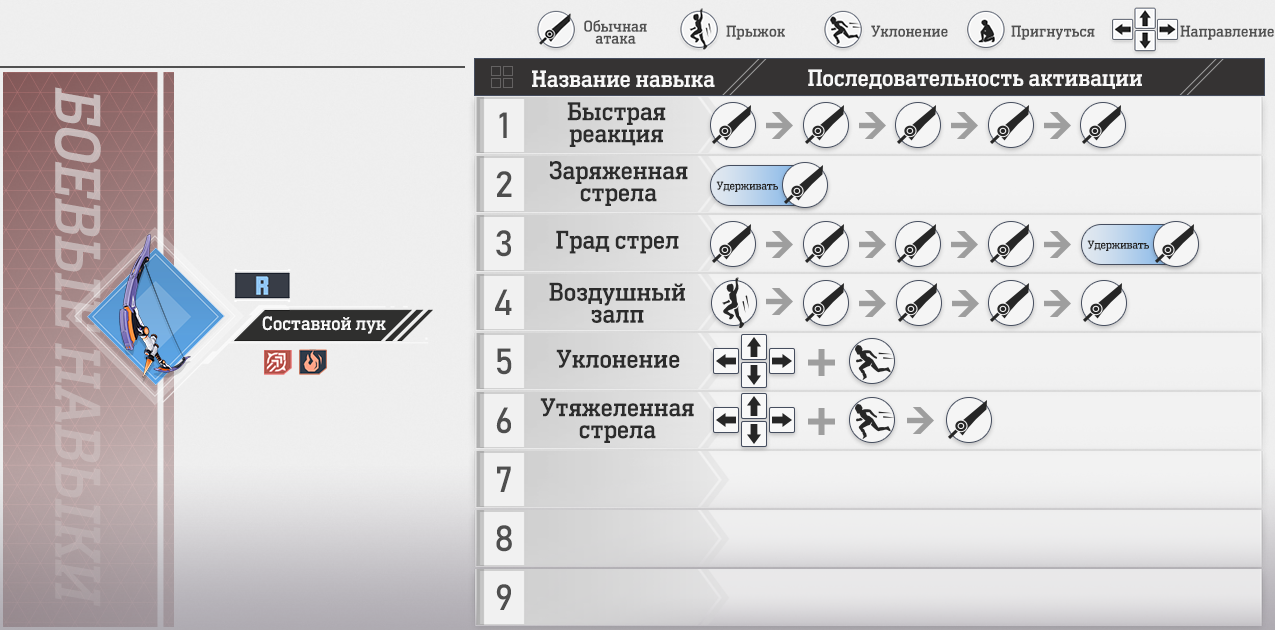 Обычная
атака
Прыжок
Уклонение
Пригнуться
Направление
Название навыка
Последовательность активации
БОЕВЫЕ НАВЫКИ
R
Составной лук
1
Быстрая
реакция
2
Заряженная
стрела
Удерживать
3
Град стрел
Удерживать
4
Воздушный
залп
5
Уклонение
6
Утяжеленная
стрела
7
8
9